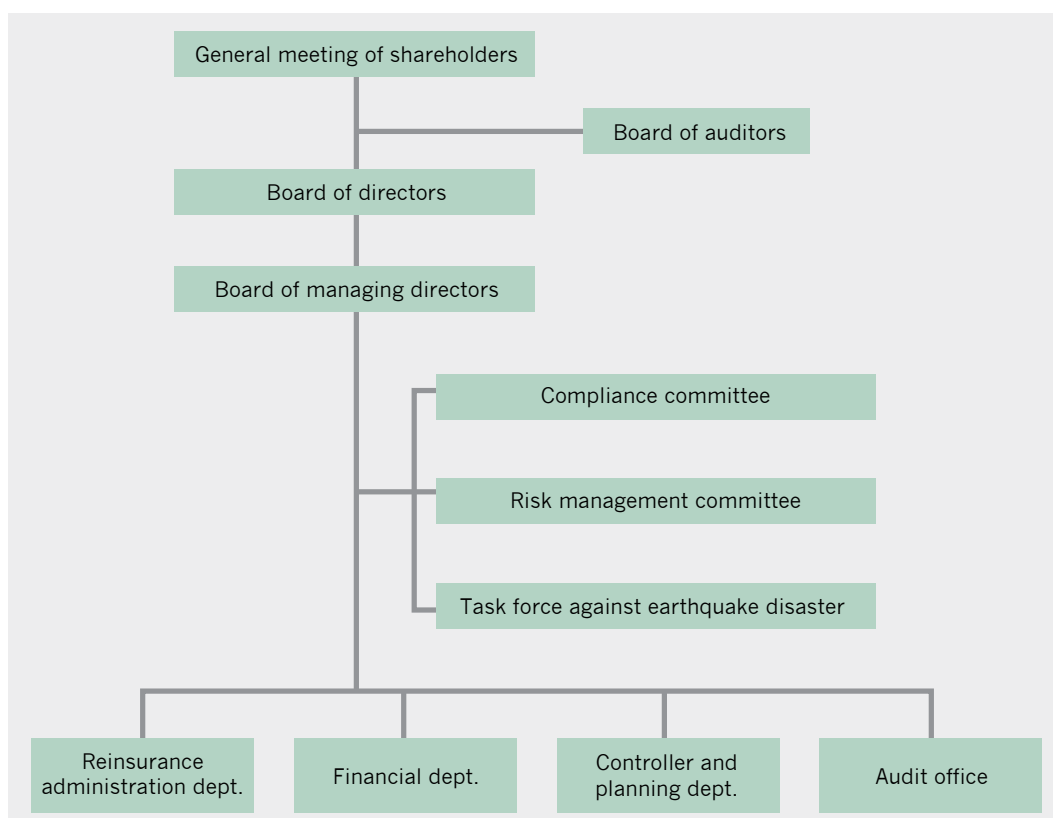 General meeting of shareholders
Board of auditors
Board of directors
Board of managing directors
Compliance committee
Risk management committee
Task force against earthquake disaster
Reinsurance
administration dept.
Financial dept.
Controller and
planning dept.
Audit office